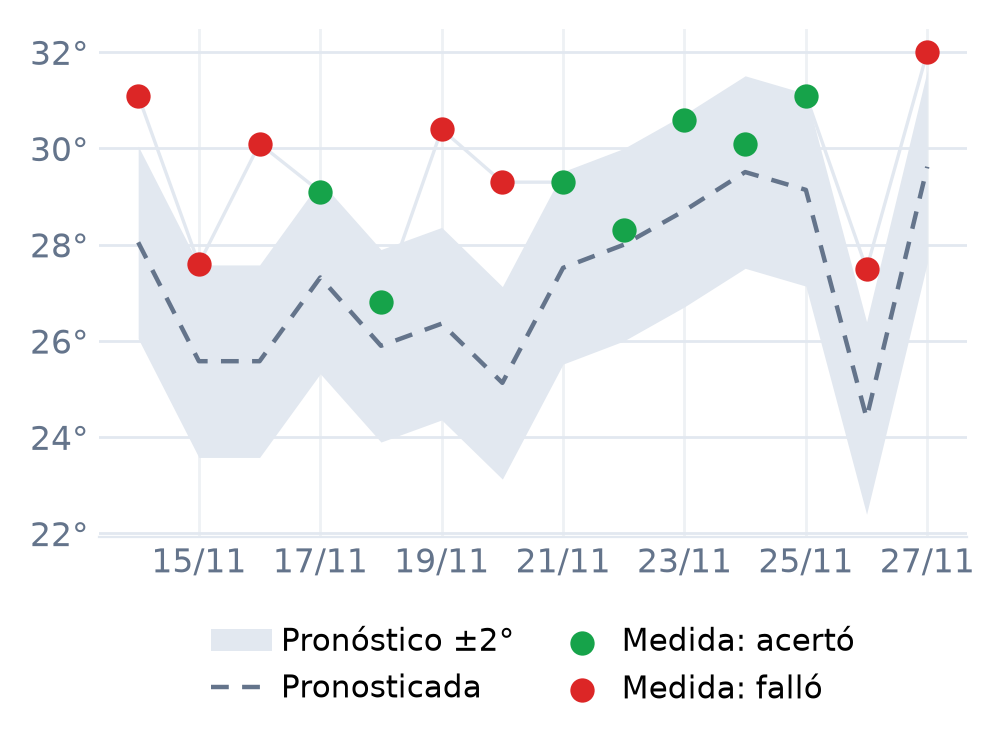 32°
30°
28°
26°
24°
22°
15/11 17/11 19/11 21/11 23/11 25/11 27/11
Pronóstico ±2° Medida: acertó
Pronosticada Medida: falló